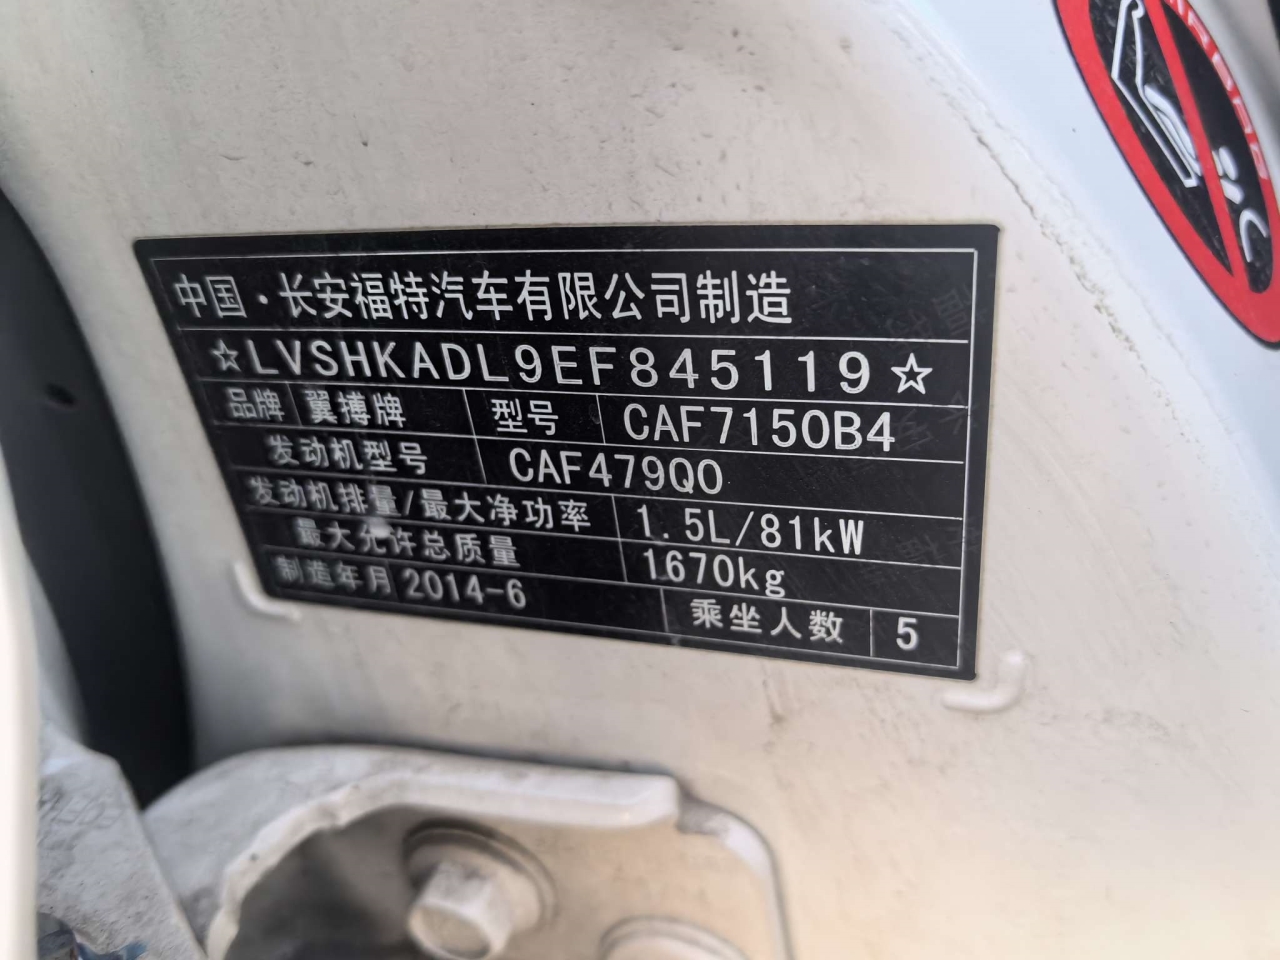 中国·长安福特汽车有限公司制造
☆LVSHKADL9EF845119☆
品牌 翼搏牌 型号 CAF7150B4
发动机型号 CAF479Q0
发动机排量/最大净功率 1.5L/81kW
最大允许总质量 1670kg
制造年月 2014-6 乘坐人数 5
AIRBAG